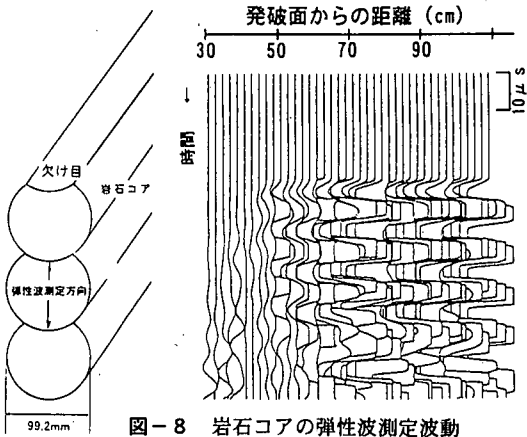 発破面からの距離 (cm)
30 50 70 90
10 μs
時間
欠け目
岩石コア
弾性波測定方向
99.2mm
図-8 岩石コアの弾性波測定波動